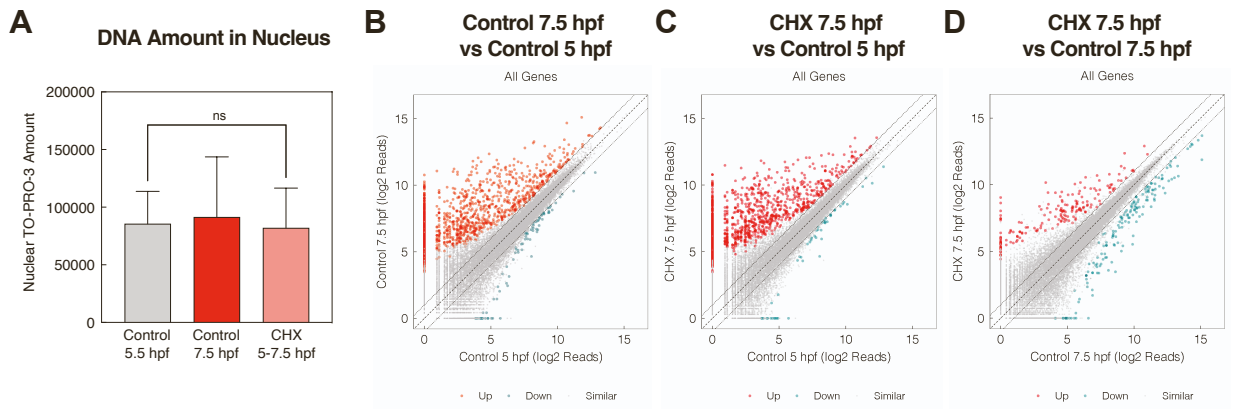 A
DNA Amount in Nucleus
Nuclear TO-PRO-3 Amount
200000
150000
100000
50000
0
ns
Control
5.5 hpf
Control
7.5 hpf
CHX
5-7.5 hpf
B
Control 7.5 hpf
vs Control 5 hpf
All Genes
Control 7.5 hpf (log2 Reads)
15
10
5
0
0
5
10
15
Control 5 hpf (log2 Reads)
Up
Down
Similar
C
CHX 7.5 hpf
vs Control 5 hpf
All Genes
CHX 7.5 hpf (log2 Reads)
15
10
5
0
0
5
10
15
Control 5 hpf (log2 Reads)
Up
Down
Similar
D
CHX 7.5 hpf
vs Control 7.5 hpf
All Genes
CHX 7.5 hpf (log2 Reads)
15
10
5
0
0
5
10
15
Control 7.5 hpf (log2 Reads)
Up
Down
Similar